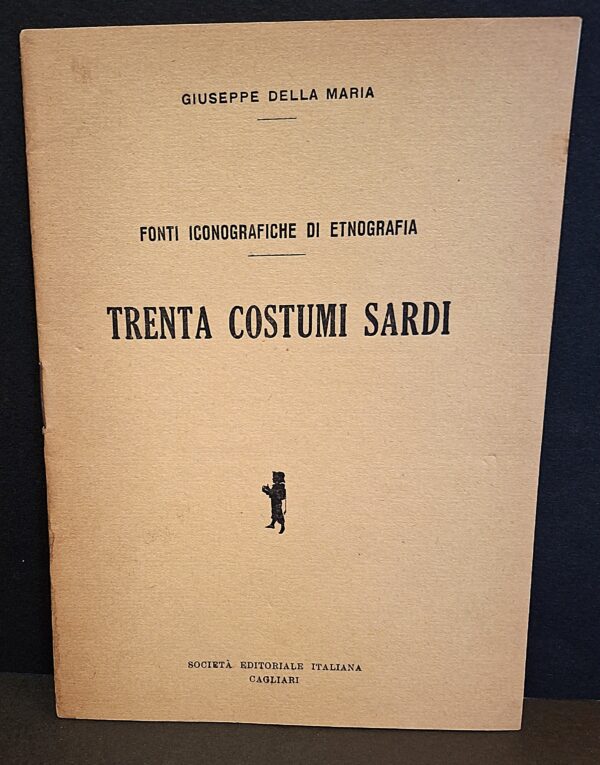 GIUSEPPE DELLA MARIA
FONTI ICONOGRAFICHE DI ETNOGRAFIA
TRENTA COSTUMI SARDI
SOCIETÀ EDITORIALE ITALIANA
CAGLIARI